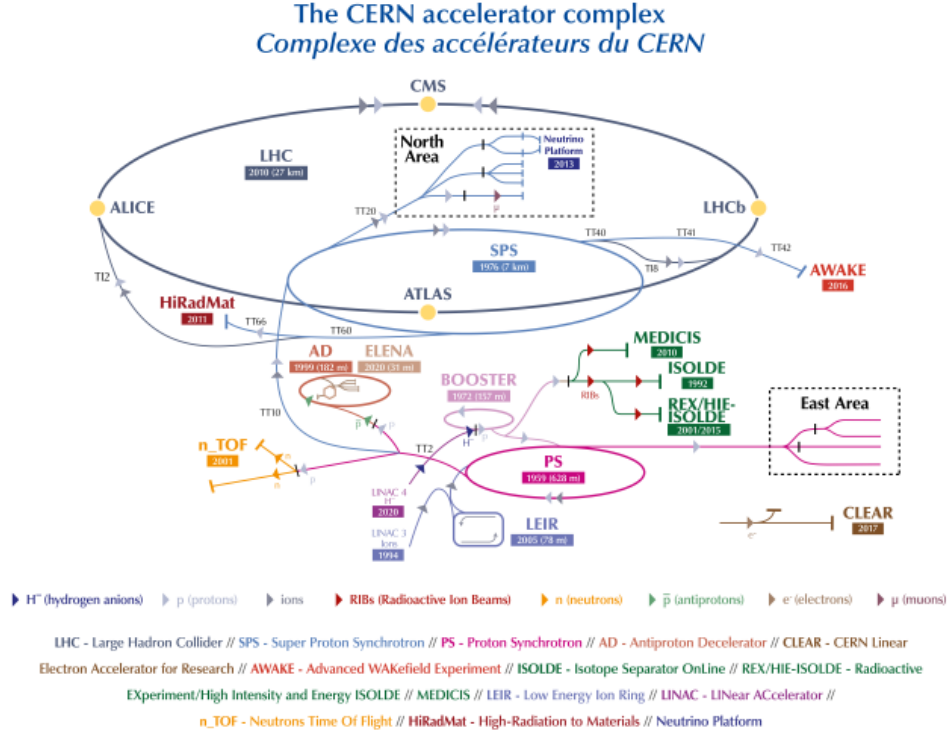 The CERN accelerator complex
Complexe des accélérateurs du CERN
CMS
North
Area
Neutrino
Platform
2013
LHC
2010 (27 km)
μ
ALICE
LHCb
TT20
TT40
TT41
SPS
1976 (7 km)
TT42
TI8
AWAKE
2016
TI2
ATLAS
HiRadMat
2011
TT66
TT60
AD
1999 (182 m)
ELENA
2020 (31 m)
MEDICIS
2010
BOOSTER
1972 (157 m)
ISOLDE
1992
RIBs
REX/HIE-
ISOLDE
2001/2015
East Area
TT10
p̅
p
H⁻
p
n_TOF
2001
n
n
p
TT2
PS
1959 (628 m)
LINAC 4
H⁻
2020
LINAC 3
Ions
1994
LEIR
2005 (78 m)
CLEAR
2017
e⁻
H⁻ (hydrogen anions)
p (protons)
ions
RIBs (Radioactive Ion Beams)
n (neutrons)
p̅ (antiprotons)
e⁻ (electrons)
μ (muons)
LHC - Large Hadron Collider // SPS - Super Proton Synchrotron // PS - Proton Synchrotron // AD - Antiproton Decelerator // CLEAR - CERN Linear
Electron Accelerator for Research // AWAKE - Advanced WAKefield Experiment // ISOLDE - Isotope Separator OnLine // REX/HIE-ISOLDE - Radioactive
EXperiment/High Intensity and Energy ISOLDE // MEDICIS // LEIR - Low Energy Ion Ring // LINAC - LINear ACcelerator //
n_TOF - Neutrons Time Of Flight // HiRadMat - High-Radiation to Materials // Neutrino Platform